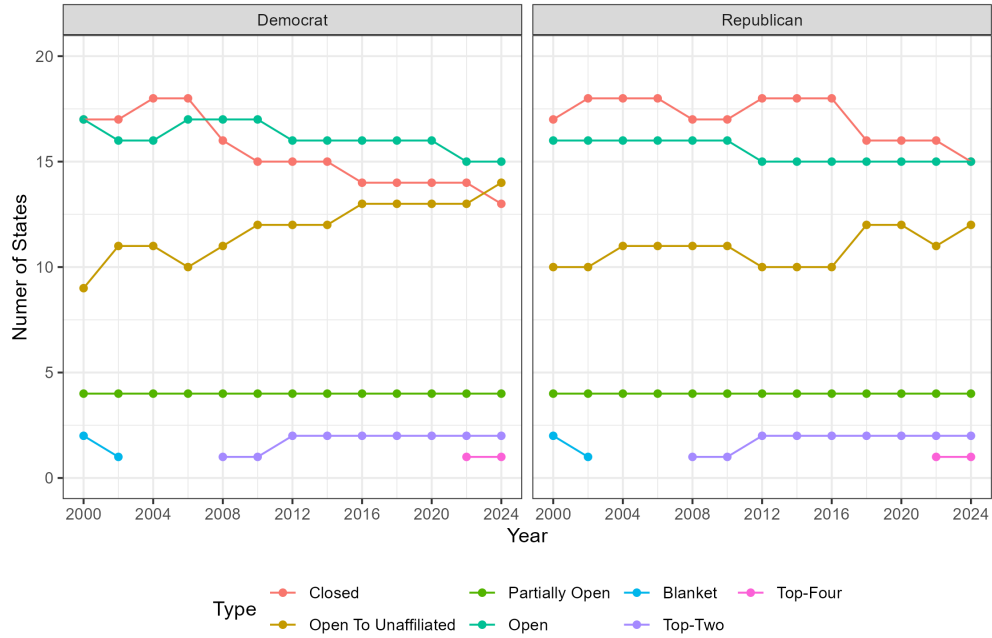 Democrat
Republican
Numer of States
20
15
10
5
0
2000 2004 2008 2012 2016 2020 2024
2000 2004 2008 2012 2016 2020 2024
Year
Type
Closed
Open To Unaffiliated
Partially Open
Open
Blanket
Top-Two
Top-Four